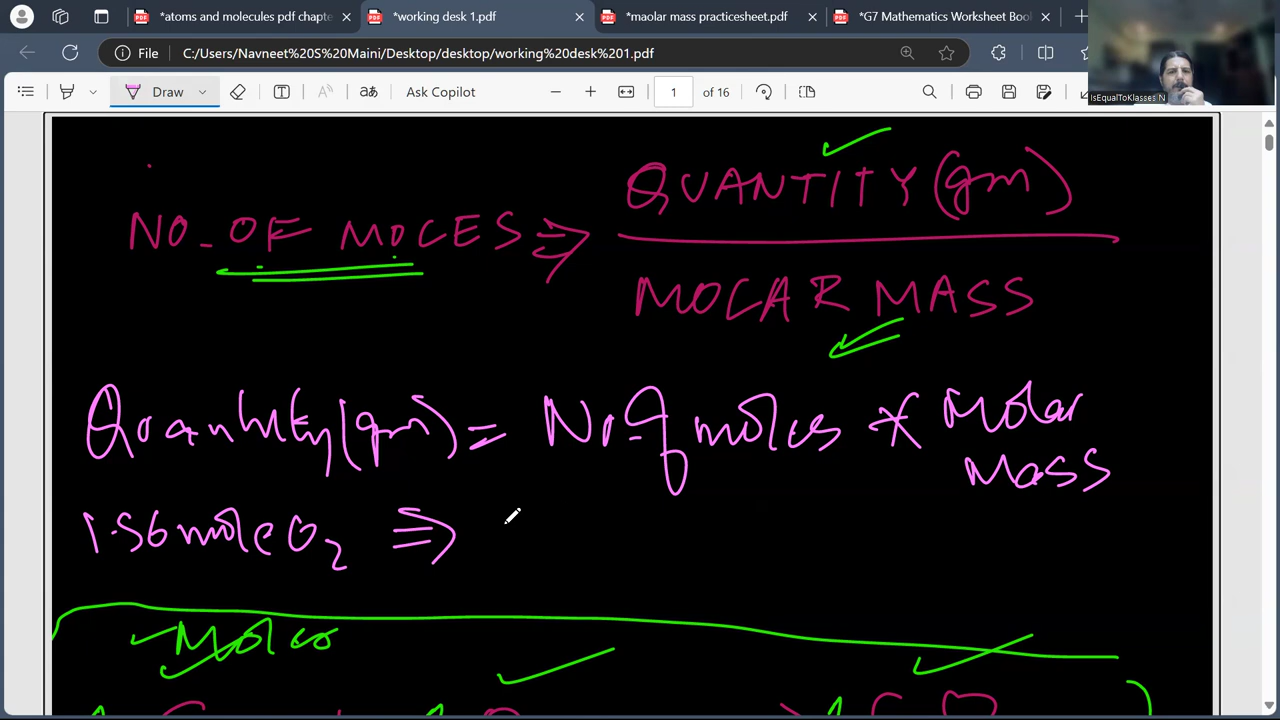 *atoms and molecules pdf chapte
*working desk 1.pdf
*maolar mass practicesheet.pdf
*G7 Mathematics Worksheet Boo
File
C:/Users/Navneet%20S%20Maini/Desktop/desktop/working%20desk%201.pdf
Draw
Ask Copilot
1 of 16
IsEqualToKlasses N
QUANTITY (gm)
NO. OF MOLES ⇒
MOLAR MASS
Quantity (gm) = No of moles * Molar
Mass
1.56 mole O2 ⇒
Moles